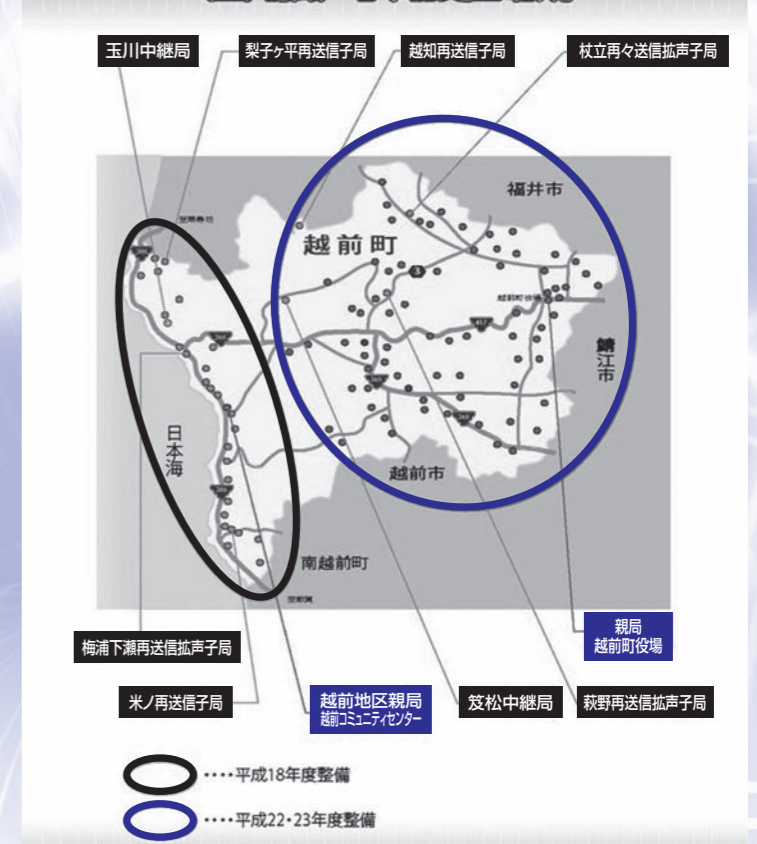 玉川中継局
梨子ヶ平再送信子局
越知再送信子局
杖立再々送信拡声子局
福井市
越前町
3
越前町役場
417
鯖江市
日本海
越前市
南越前町
梅浦下瀬再送信拡声子局
親局
越前町役場
米ノ再送信子局
越前地区親局
越前コミュニティセンター
笈松中継局
萩野再送信拡声子局
‥‥平成18年度整備
‥‥平成22・23年度整備